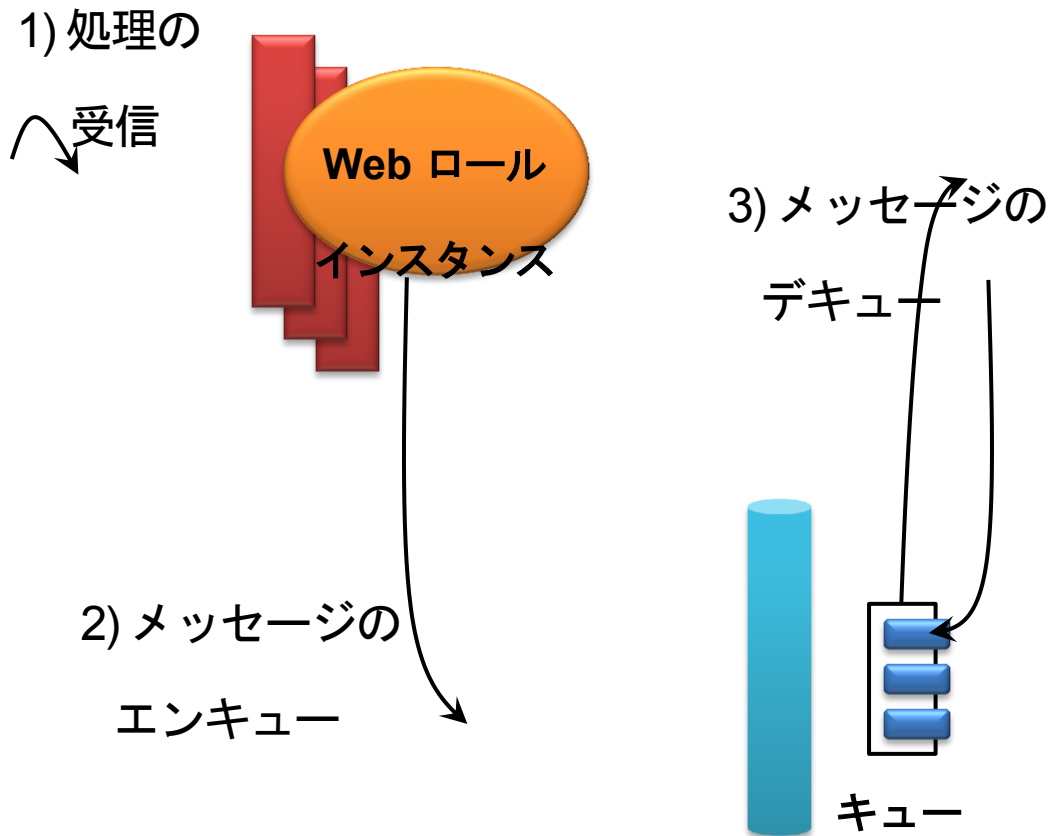 1) 処理の
受信
Web ロール
インスタンス
3) メッセージの
デキュー
2) メッセージの
エンキュー
キュー